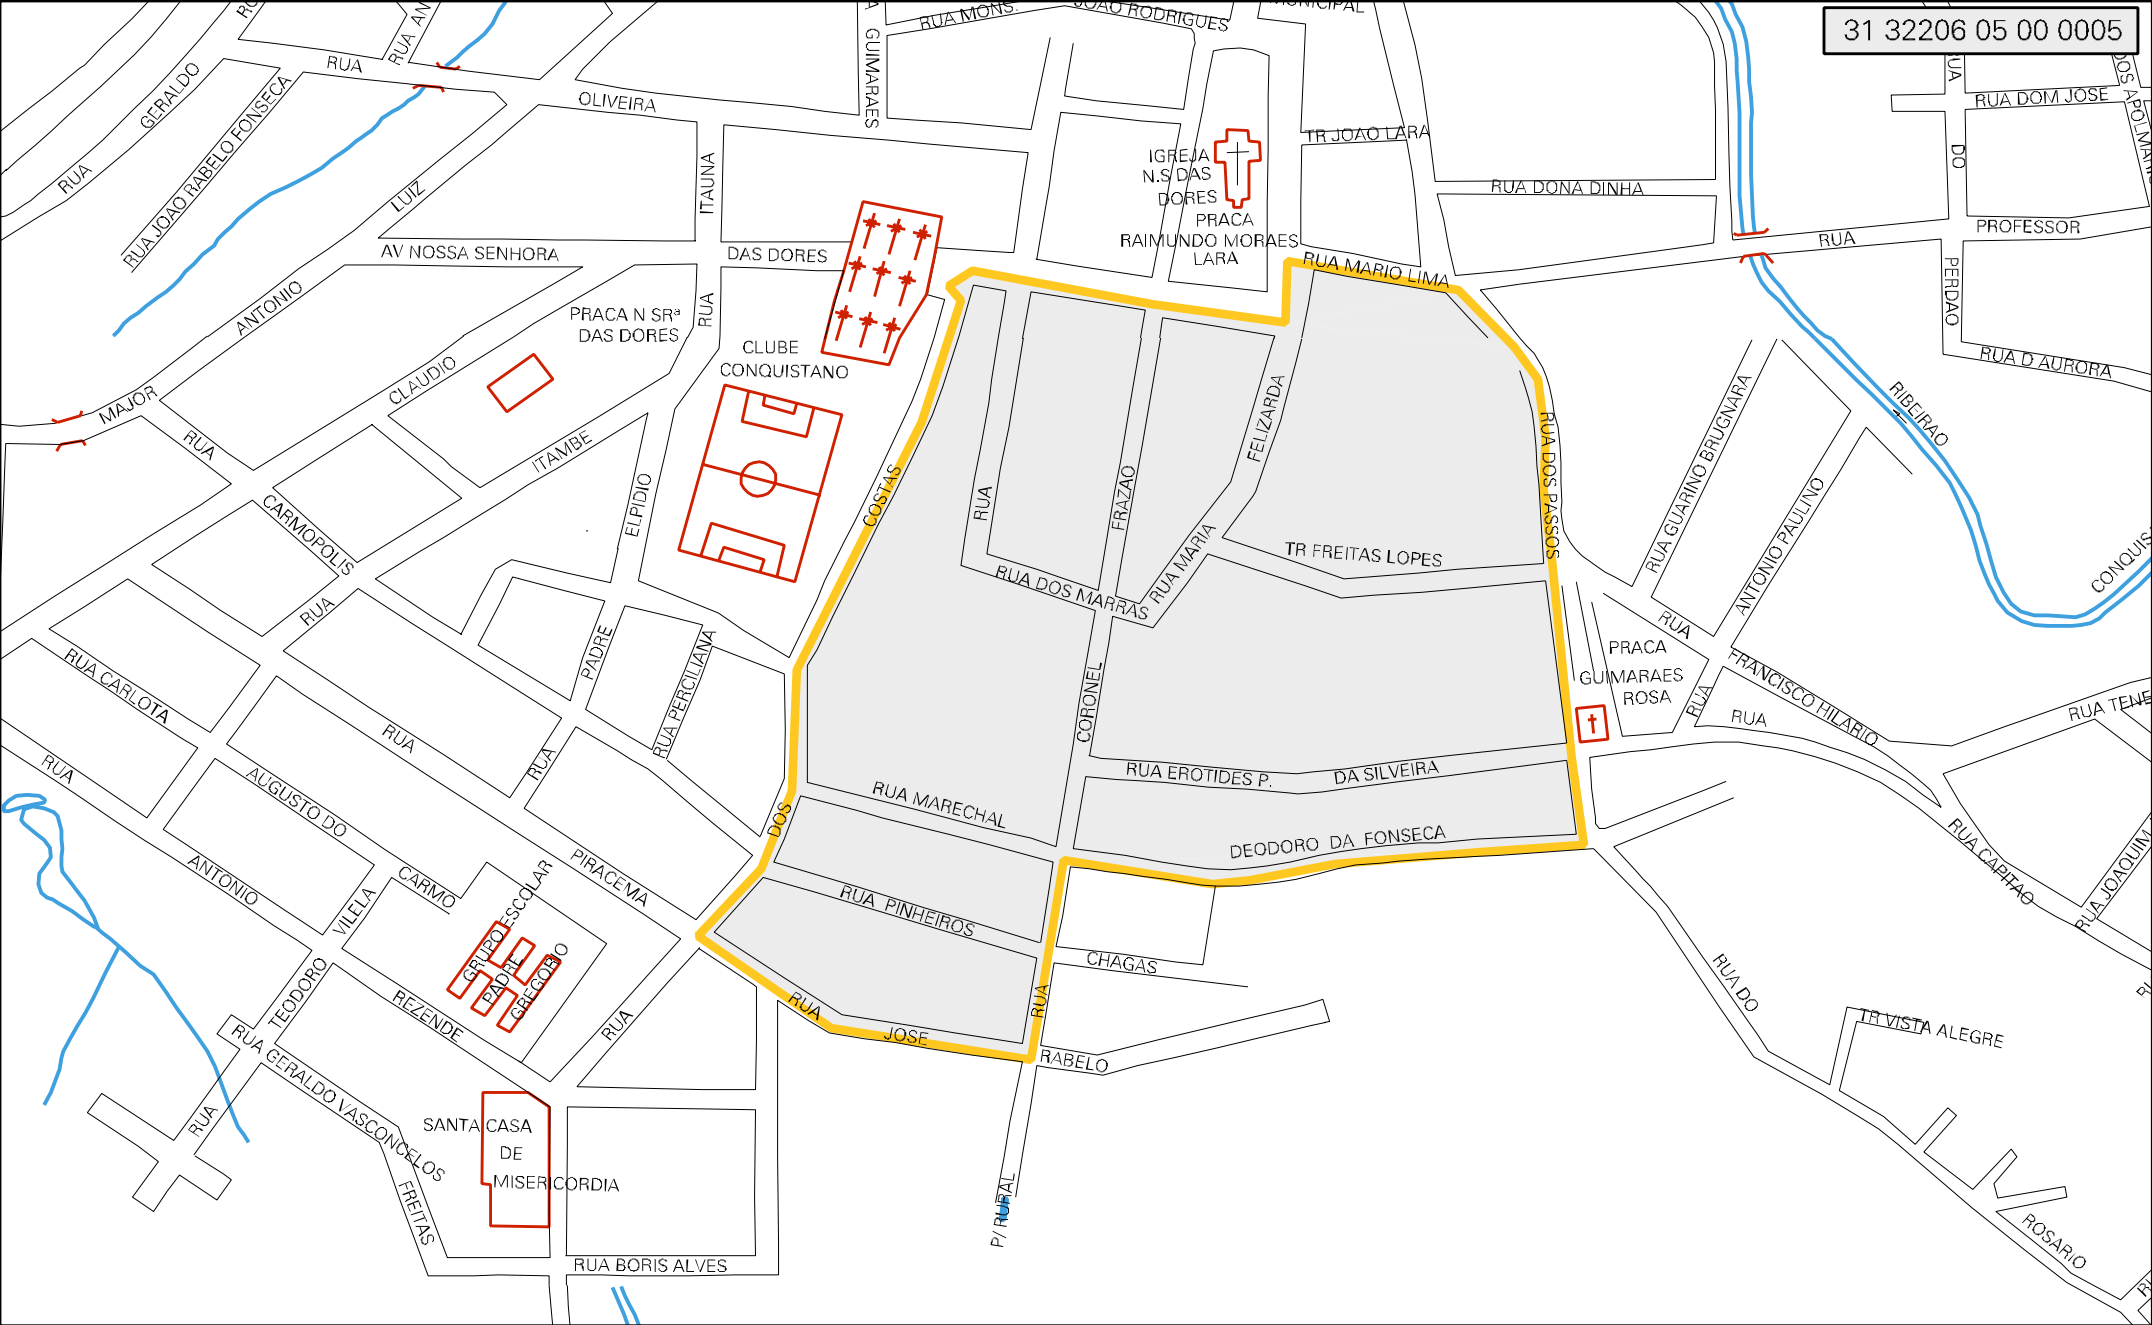 31 32206 05 00 0005
RUA MONS.
JOAO RODRIGUES
MUNICIPAL
GUIMARAES
RUA
OLIVEIRA
RUA
GERALDO
RUA JOAO RABELO FONSECA
LUIZ
ITAUNA
RUA
AV NOSSA SENHORA
DAS DORES
ANTONIO
MAJOR
IGREJA
N.S DAS
DORES
PRACA
RAIMUNDO MORAES
LARA
TR JOAO LARA
RUA DONA DINHA
RUA DOM JOSE
RUA
DO
PERDAO
RUA
PROFESSOR
RUA D AURORA
RUA MARIO LIMA
PRACA N SRª
DAS DORES
CLUBE
CONQUISTANO
CLAUDIO
ITAMBE
RUA
CARMOPOLIS
RUA
ELPIDIO
PADRE
RUA
RUA PERCILIANA
COSTAS
DOS
RUA
RUA DOS MARRAS
FRAZAO
CORONEL
RUA
FELIZARDA
RUA MARIA
TR FREITAS LOPES
RUA DOS PASSOS
RUA GUARINO BRUGNARA
ANTONIO PAULINO
RUA
RIBEIRAO
CONQUIS
RUA
FRANCISCO HILARIO
PRACA
GUIMARAES
ROSA
RUA
RUA CAPITAO
RUA TENE
RUA JOAQUIM
RUA CARLOTA
RUA
PIRACEMA
RUA
ANTONIO
AUGUSTO DO
CARMO
VILELA
TEODORO
RUA
REZENDE
GRUPO ESCOLAR
PADRE
GREGORIO
RUA
RUA GERALDO VASCONCELOS
FREITAS
RUA MARECHAL
DEODORO DA FONSECA
RUA EROTIDES P.
DA SILVEIRA
RUA PINHEIROS
CHAGAS
RUA
JOSE
RABELO
RUA DO
ROSARIO
TR VISTA ALEGRE
SANTA CASA
DE
MISERICORDIA
RUA BORIS ALVES
P/ RURAL